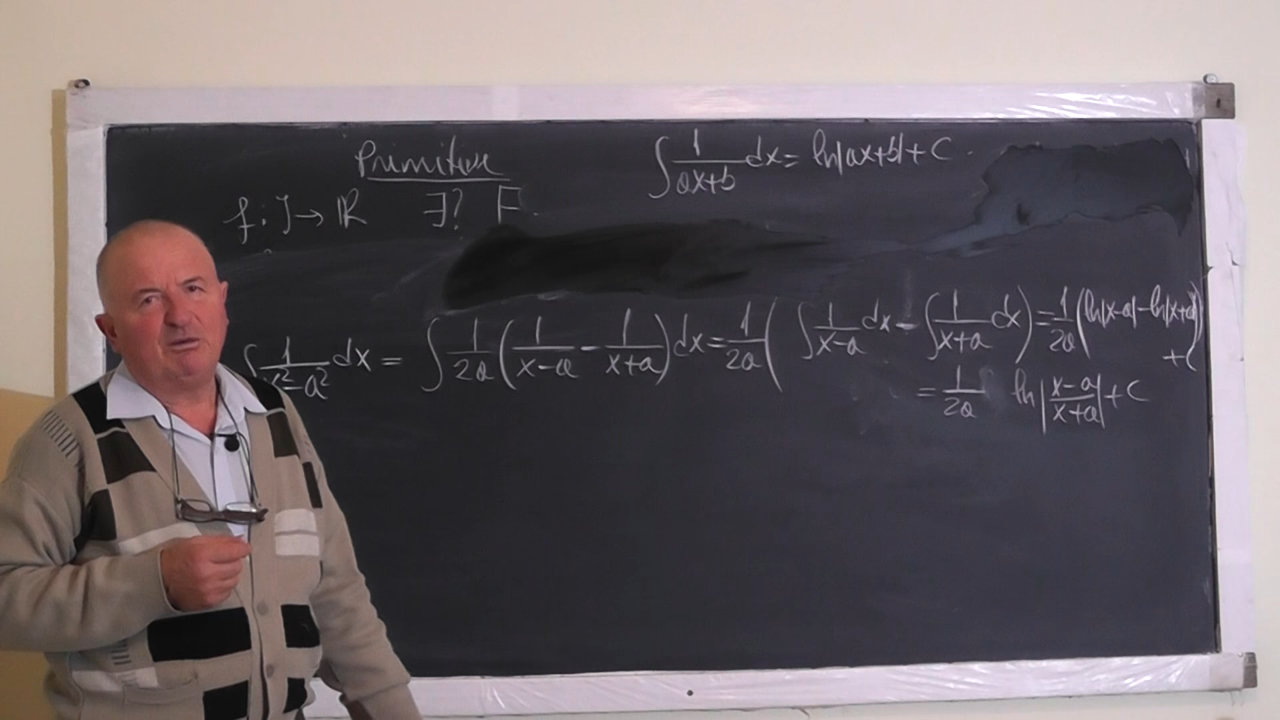 Primitive
∫ 1/(ax+b) dx = ln|ax+b| + C
f: J → ℝ ∃? F
∫ 1/(x²-a²) dx = ∫ 1/2a (1/(x-a) - 1/(x+a)) dx = 1/2a (∫ 1/(x-a) dx - ∫ 1/(x+a) dx) = 1/2a (ln|x-a| - ln|x+a|) + C
= 1/2a ln|(x-a)/(x+a)| + C